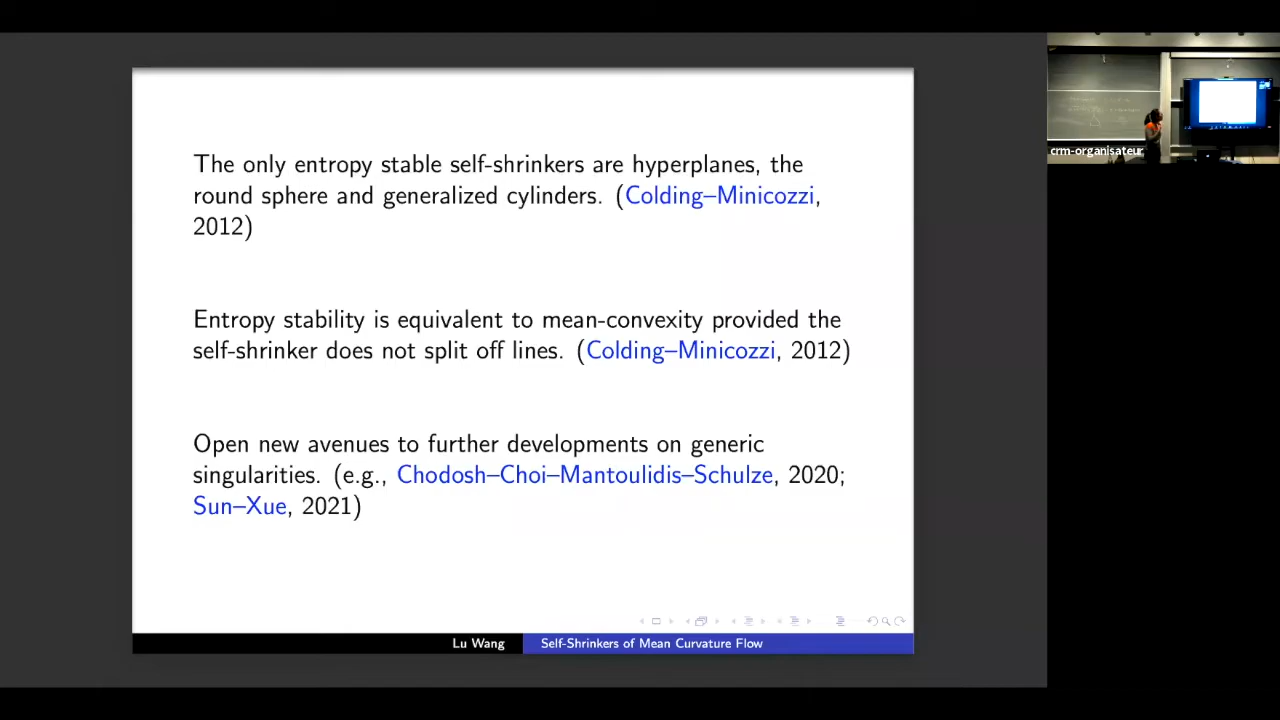 The only entropy stable self-shrinkers are hyperplanes, the
round sphere and generalized cylinders. (Colding–Minicozzi,
2012)
Entropy stability is equivalent to mean-convexity provided the
self-shrinker does not split off lines. (Colding–Minicozzi, 2012)
Open new avenues to further developments on generic
singularities. (e.g., Chodosh–Choi–Mantoulidis–Schulze, 2020;
Sun–Xue, 2021)
Lu Wang
Self-Shrinkers of Mean Curvature Flow
crm-organisateur